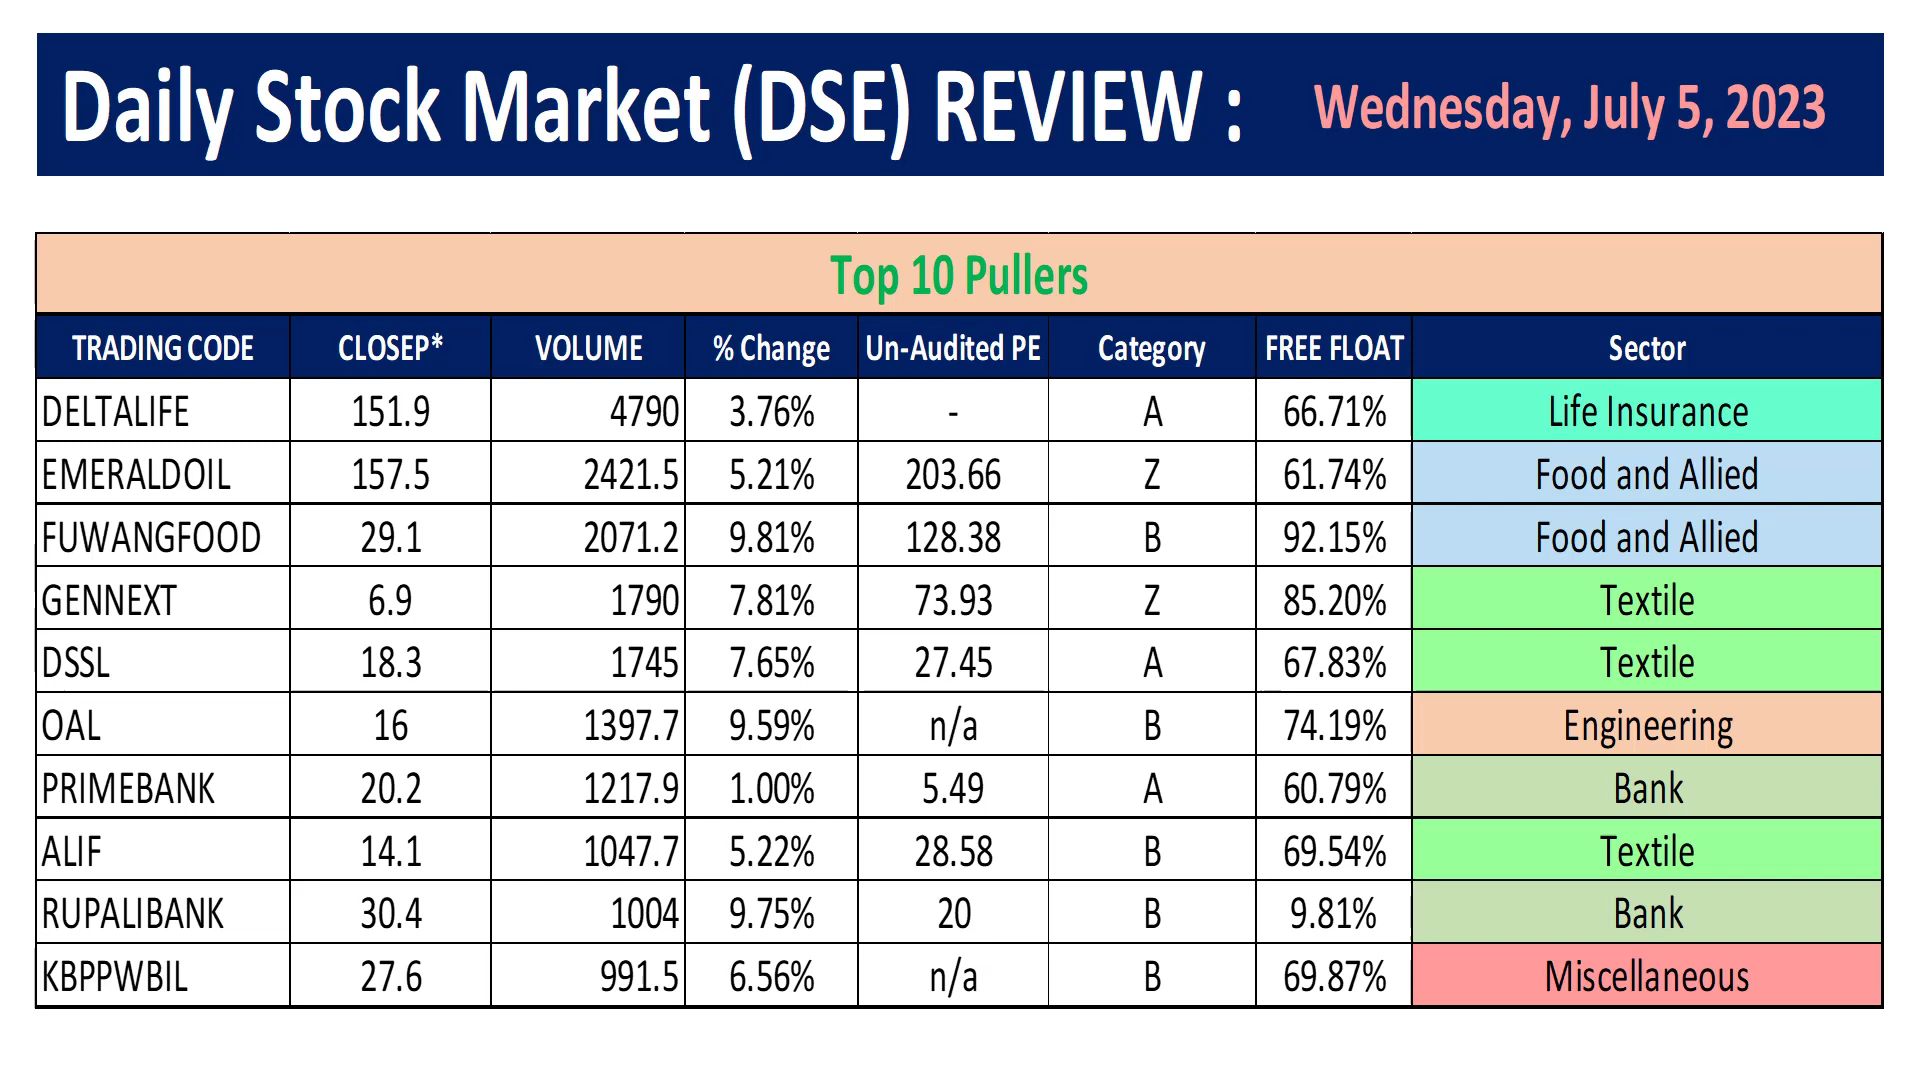 Daily Stock Market (DSE) REVIEW : Wednesday, July 5, 2023
Top 10 Pullers
TRADING CODE CLOSEP* VOLUME % Change Un-Audited PE Category FREE FLOAT Sector
DELTALIFE 151.9 4790 3.76% - A 66.71% Life Insurance
EMERALDOIL 157.5 2421.5 5.21% 203.66 Z 61.74% Food and Allied
FUWANGFOOD 29.1 2071.2 9.81% 128.38 B 92.15% Food and Allied
GENNEXT 6.9 1790 7.81% 73.93 Z 85.20% Textile
DSSL 18.3 1745 7.65% 27.45 A 67.83% Textile
OAL 16 1397.7 9.59% n/a B 74.19% Engineering
PRIMEBANK 20.2 1217.9 1.00% 5.49 A 60.79% Bank
ALIF 14.1 1047.7 5.22% 28.58 B 69.54% Textile
RUPALIBANK 30.4 1004 9.75% 20 B 9.81% Bank
KBPPWBIL 27.6 991.5 6.56% n/a B 69.87% Miscellaneous